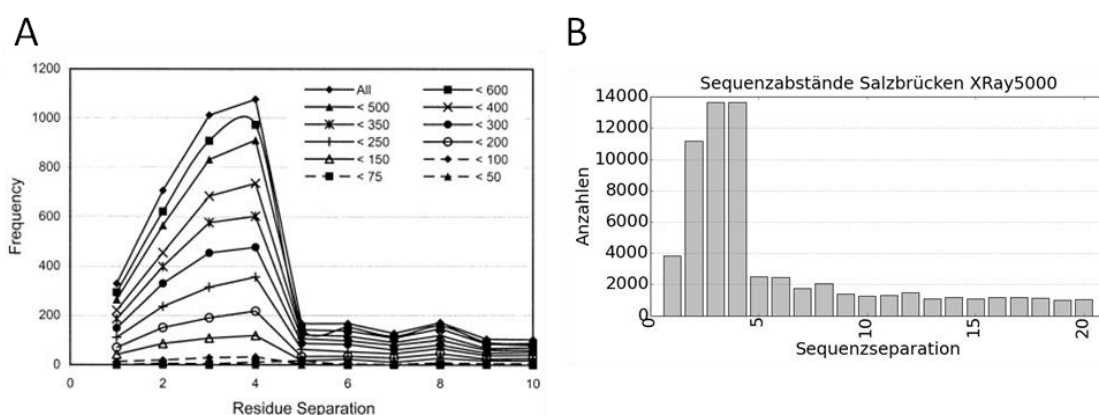 A
1200
1000
800
600
400
200
0
Frequency
All
< 600
< 500
< 400
< 350
< 300
< 250
< 200
< 150
< 100
< 75
< 50
0 2 4 6 8 10
Residue Separation
B
Sequenzabstände Salzbrücken XRay5000
14000
12000
10000
8000
6000
4000
2000
0
Anzahlen
0 5 10 15 20
Sequenzseparation